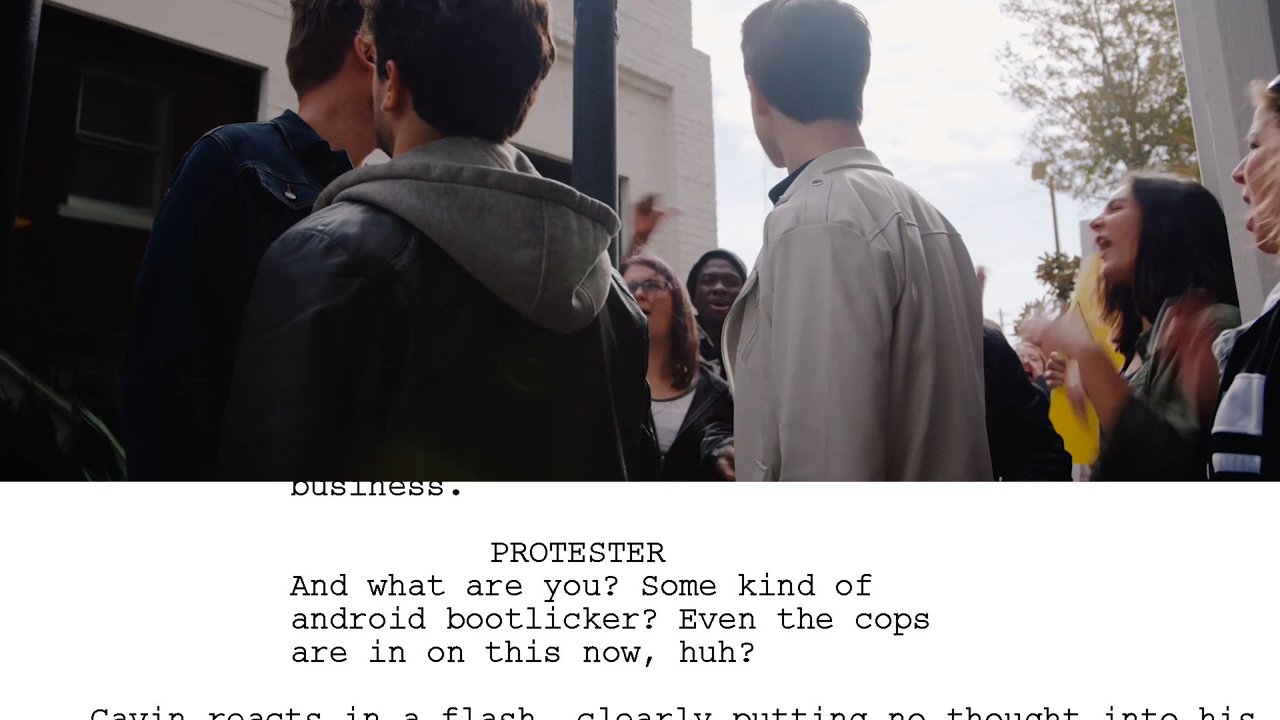 business.
PROTESTER
And what are you? Some kind of
android bootlicker? Even the cops
are in on this now, huh?
Gavin reacts in a flash, clearly putting no thought into his